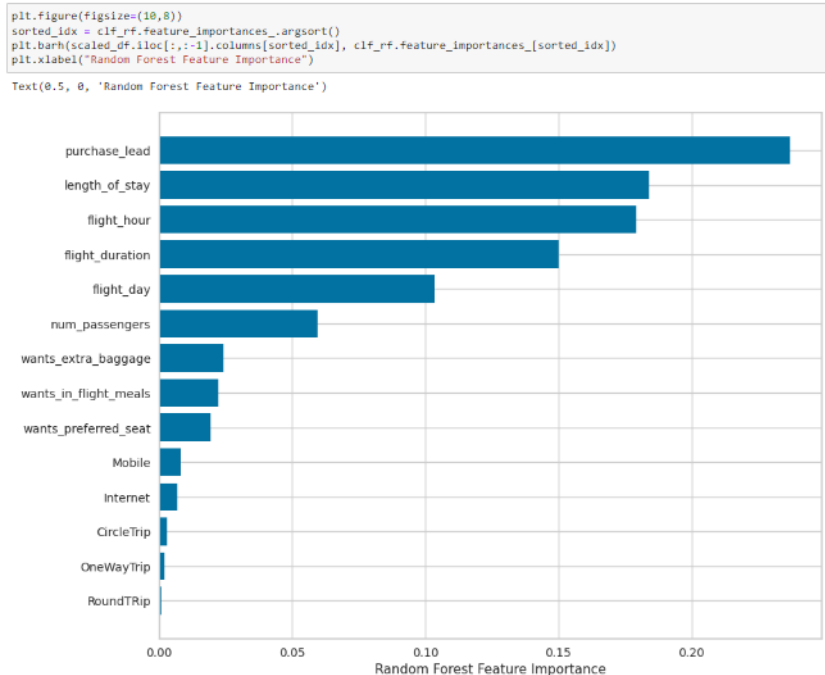 plt.figure(figsize=(10,8))
sorted_idx = clf_rf.feature_importances_.argsort()
plt.barh(scaled_df.iloc[:,:-1].columns[sorted_idx], clf_rf.feature_importances_[sorted_idx])
plt.xlabel("Random Forest Feature Importance")
Text(0.5, 0, 'Random Forest Feature Importance')
purchase_lead
length_of_stay
flight_hour
flight_duration
flight_day
num_passengers
wants_extra_baggage
wants_in_flight_meals
wants_preferred_seat
Mobile
Internet
CircleTrip
OneWayTrip
RoundTRip
0.00 0.05 0.10 0.15 0.20
Random Forest Feature Importance